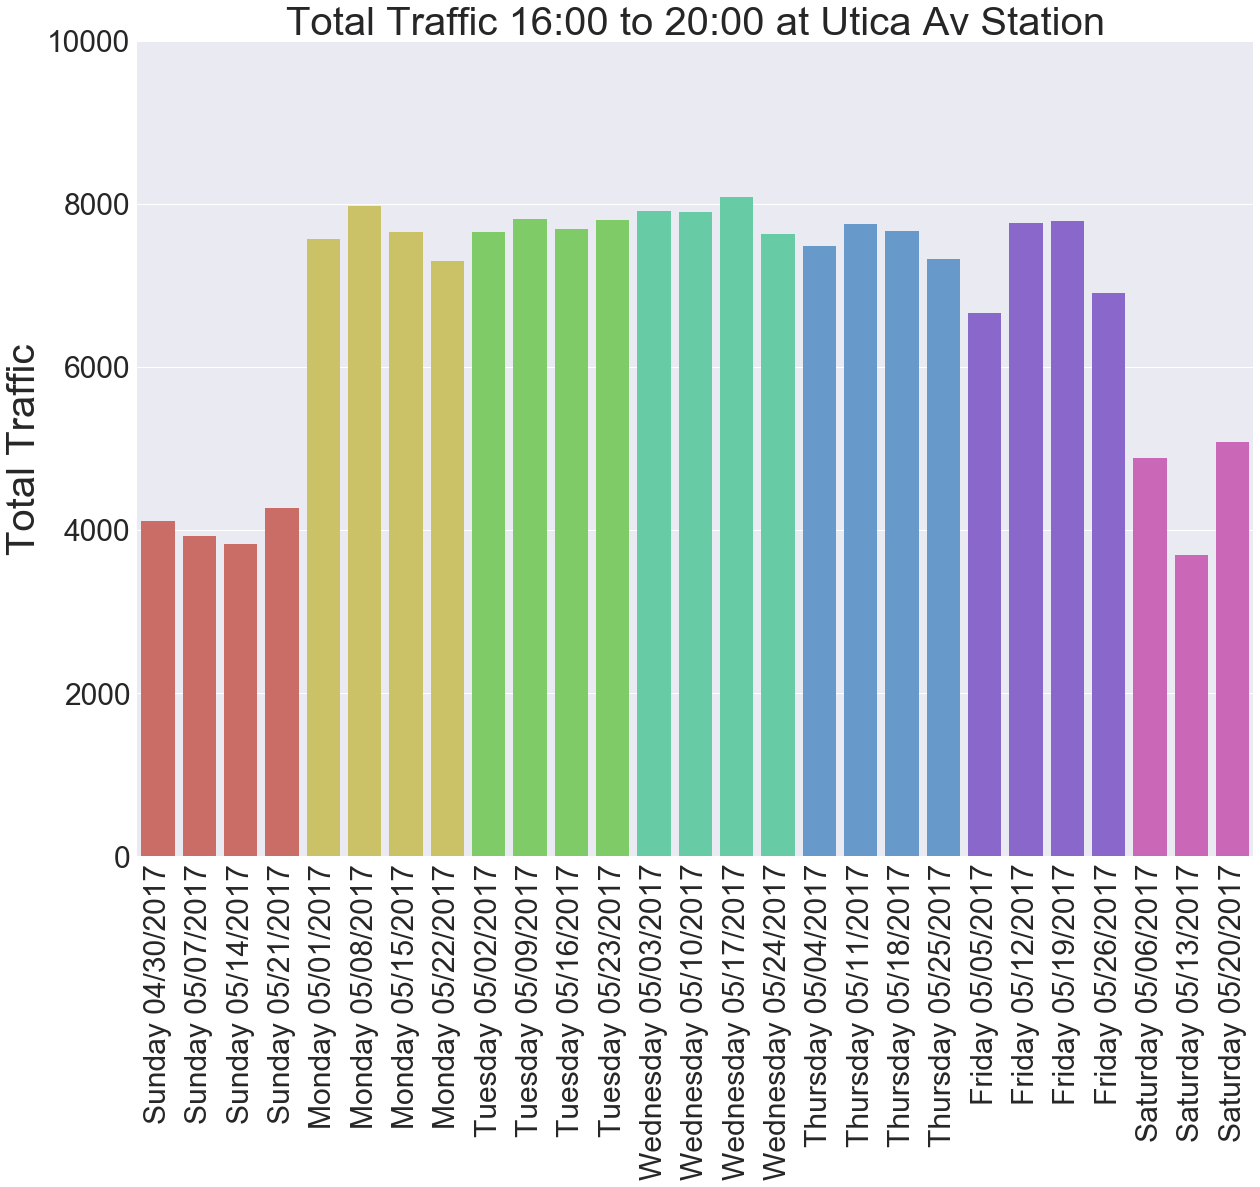 Total Traffic 16:00 to 20:00 at Utica Av Station
10000
8000
6000
4000
2000
0
Total Traffic
Sunday 04/30/2017
Sunday 05/07/2017
Sunday 05/14/2017
Sunday 05/21/2017
Monday 05/01/2017
Monday 05/08/2017
Monday 05/15/2017
Monday 05/22/2017
Tuesday 05/02/2017
Tuesday 05/09/2017
Tuesday 05/16/2017
Tuesday 05/23/2017
Wednesday 05/03/2017
Wednesday 05/10/2017
Wednesday 05/17/2017
Wednesday 05/24/2017
Thursday 05/04/2017
Thursday 05/11/2017
Thursday 05/18/2017
Thursday 05/25/2017
Friday 05/05/2017
Friday 05/12/2017
Friday 05/19/2017
Friday 05/26/2017
Saturday 05/06/2017
Saturday 05/13/2017
Saturday 05/20/2017